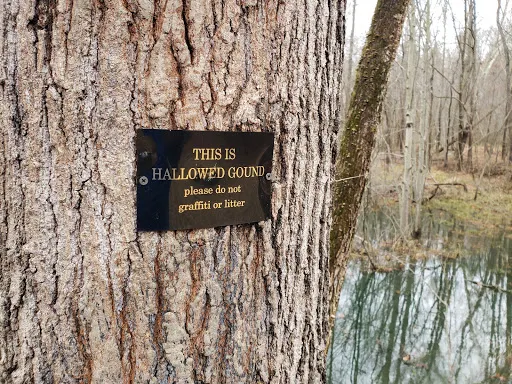 THIS IS
HALLOWED GOUND
please do not
graffiti or litter